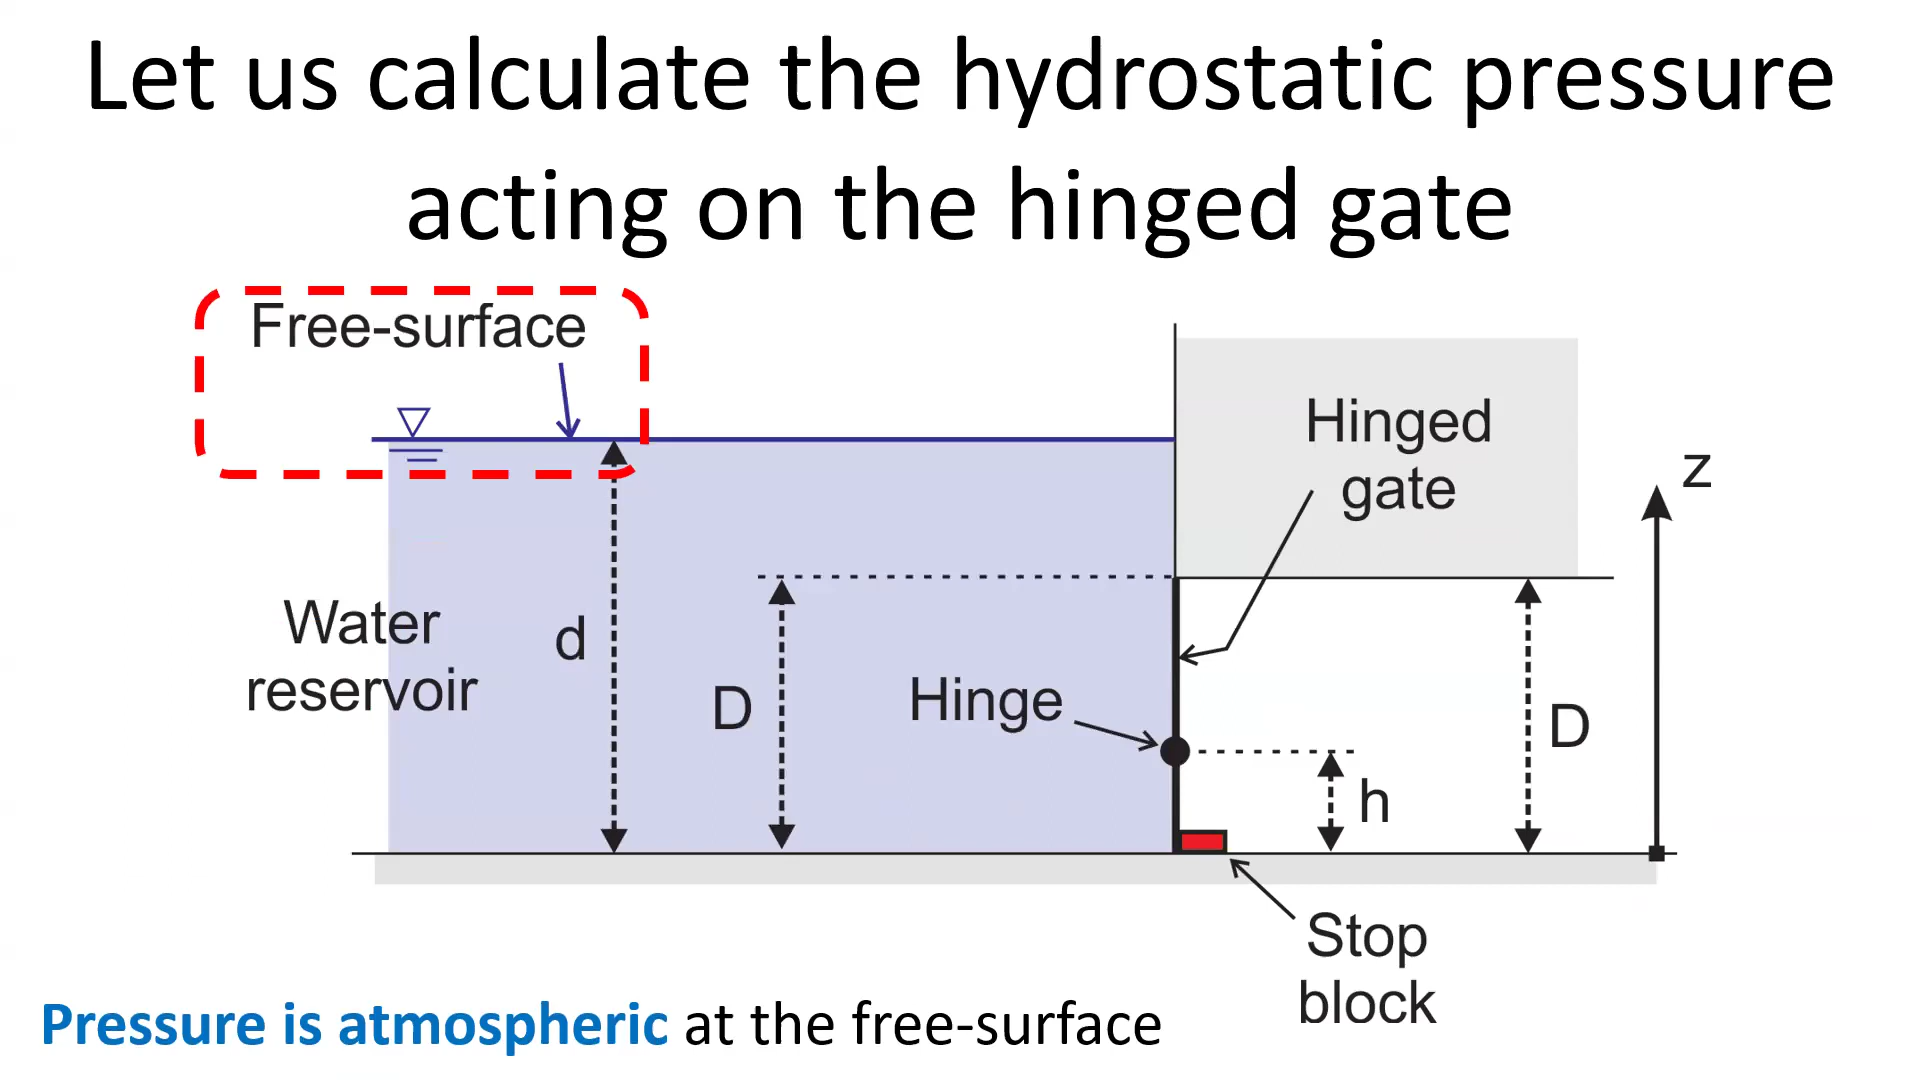 Let us calculate the hydrostatic pressure
acting on the hinged gate
Free-surface
Hinged
gate
z
Water
reservoir
d
D
Hinge
D
h
Stop
block
Pressure is atmospheric at the free-surface